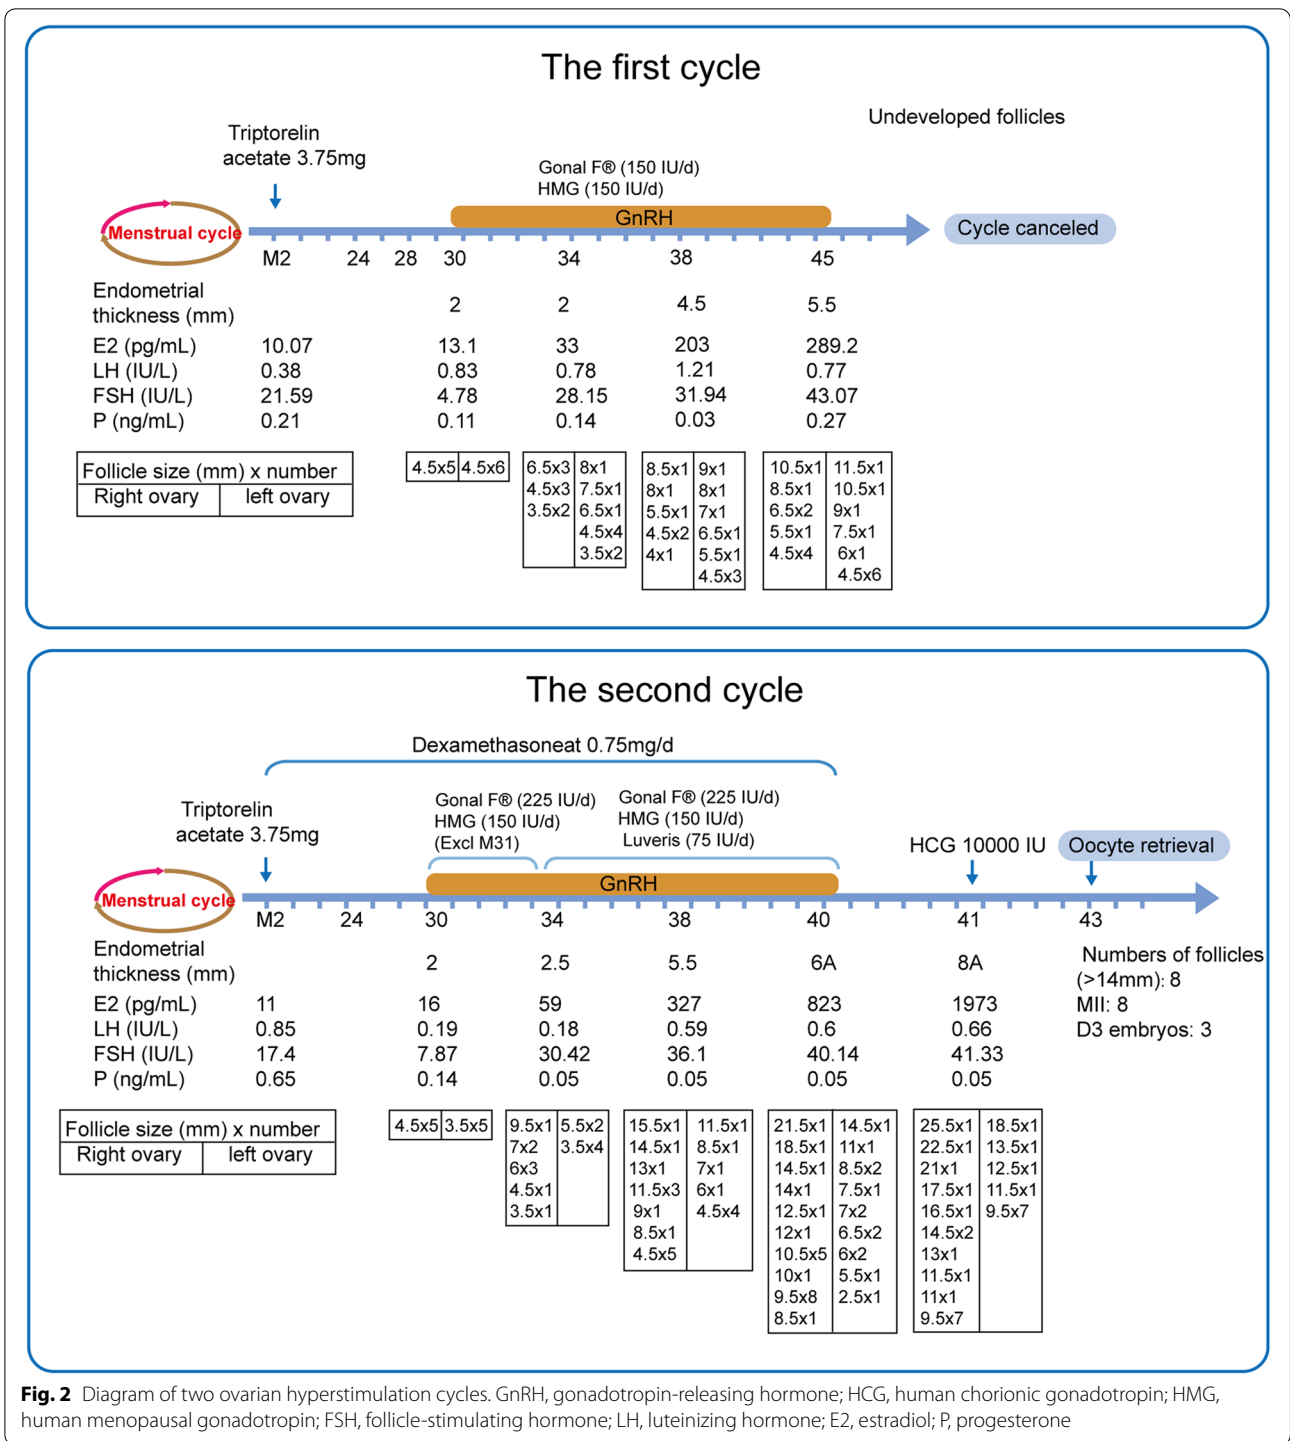 The first cycle
Undeveloped follicles
Triptorelin
acetate 3.75mg
Gonal F® (150 IU/d)
HMG (150 IU/d)
GnRH
Menstrual cycle
Cycle canceled
M2 24 28 30 34 38 45
Endometrial
thickness (mm) 2 2 4.5 5.5
E2 (pg/mL) 10.07 13.1 33 203 289.2
LH (IU/L) 0.38 0.83 0.78 1.21 0.77
FSH (IU/L) 21.59 4.78 28.15 31.94 43.07
P (ng/mL) 0.21 0.11 0.14 0.03 0.27
Follicle size (mm) x number
Right ovary left ovary
4.5x5 4.5x6
6.5x3 8x1
4.5x3 7.5x1
3.5x2 6.5x1
4.5x4
3.5x2
8.5x1 9x1
8x1 8x1
5.5x1 7x1
4.5x2 6.5x1
4x1 5.5x1
4.5x3
10.5x1 11.5x1
8.5x1 10.5x1
6.5x2 9x1
5.5x1 7.5x1
4.5x4 6x1
4.5x6
The second cycle
Dexamethasoneat 0.75mg/d
Triptorelin
acetate 3.75mg
Gonal F® (225 IU/d)
HMG (150 IU/d)
(Excl M31)
Gonal F® (225 IU/d)
HMG (150 IU/d)
Luveris (75 IU/d)
HCG 10000 IU
Oocyte retrieval
GnRH
Menstrual cycle
M2 24 30 34 38 40 41 43
Endometrial
thickness (mm) 2 2.5 5.5 6A 8A
E2 (pg/mL) 11 16 59 327 823 1973
LH (IU/L) 0.85 0.19 0.18 0.59 0.6 0.66
FSH (IU/L) 17.4 7.87 30.42 36.1 40.14 41.33
P (ng/mL) 0.65 0.14 0.05 0.05 0.05 0.05
Numbers of follicles
(>14mm): 8
MII: 8
D3 embryos: 3
Follicle size (mm) x number
Right ovary left ovary
4.5x5 3.5x5
9.5x1 5.5x2
7x2 3.5x4
6x3
4.5x1
3.5x1
15.5x1 11.5x1
14.5x1 8.5x1
13x1 7x1
11.5x3 6x1
9x1 4.5x4
8.5x1
4.5x5
21.5x1 14.5x1
18.5x1 11x1
14.5x1 8.5x2
14x1 7.5x1
12.5x1 7x2
12x1 6.5x2
10.5x5 6x2
10x1 5.5x1
9.5x8 2.5x1
8.5x1
25.5x1 18.5x1
22.5x1 13.5x1
21x1 12.5x1
17.5x1 11.5x1
16.5x1 9.5x7
14.5x2
13x1
11.5x1
11x1
9.5x7
Fig. 2 Diagram of two ovarian hyperstimulation cycles. GnRH, gonadotropin-releasing hormone; HCG, human chorionic gonadotropin; HMG,
human menopausal gonadotropin; FSH, follicle-stimulating hormone; LH, luteinizing hormone; E2, estradiol; P, progesterone